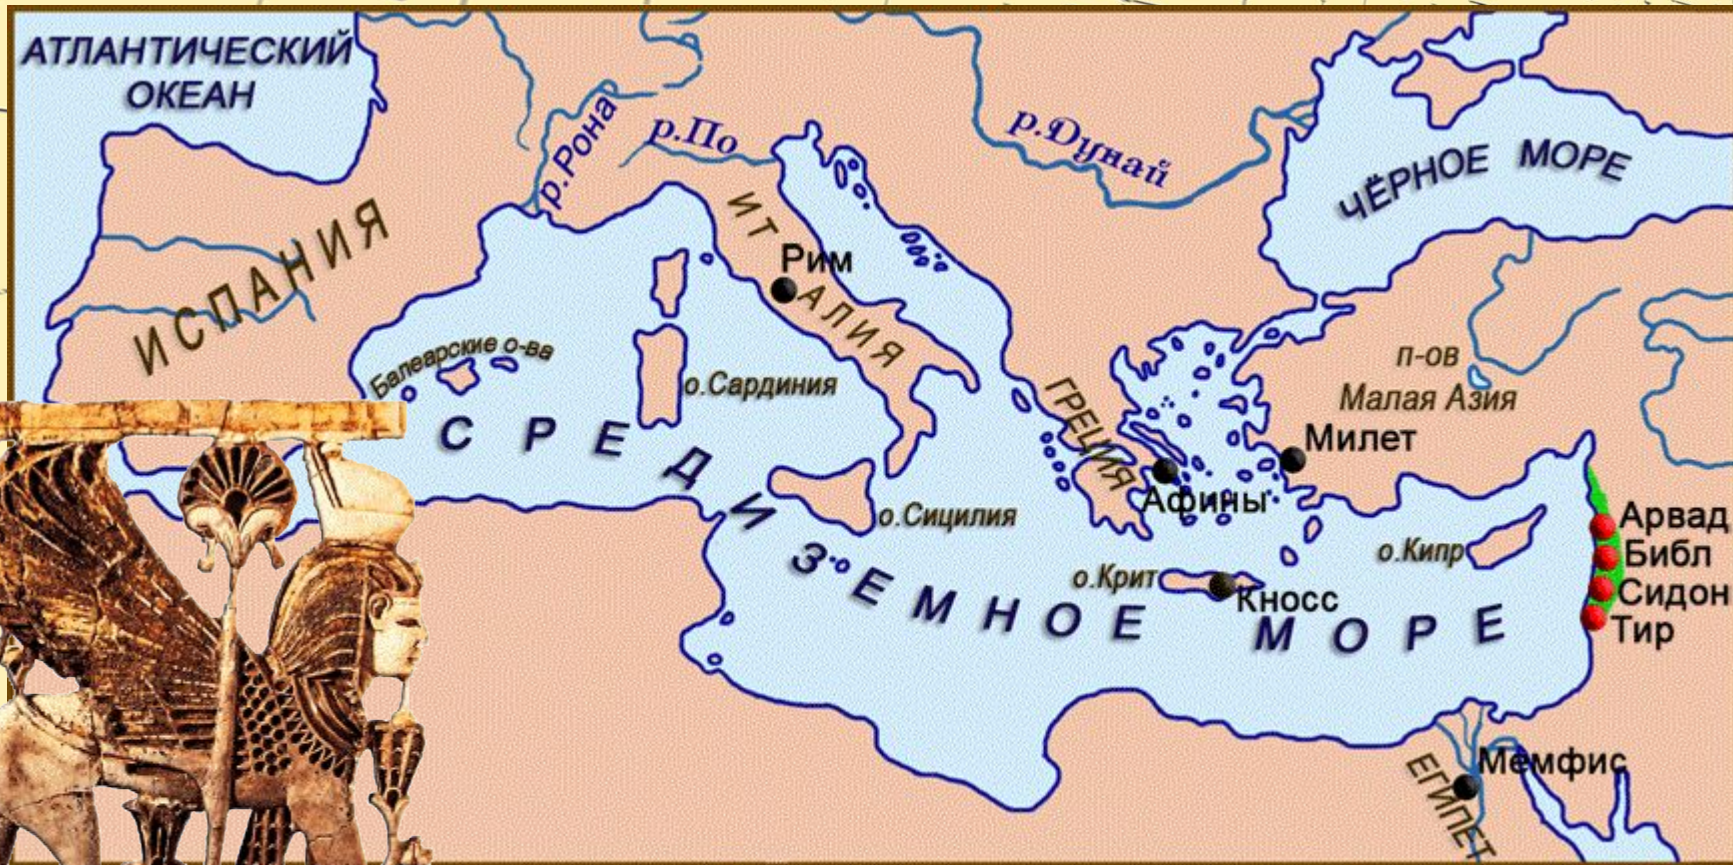 АТЛАНТИЧЕСКИЙ
ОКЕАН
р.Рона
р.По
р.Дунай
ЧЁРНОЕ МОРЕ
ИСПАНИЯ
ИТАЛИЯ
Рим
Балеарские о-ва
о.Сардиния
ГРЕЦИЯ
п-ов
Малая Азия
Милет
Афины
СРЕДИЗЕМНОЕ МОРЕ
о.Сицилия
о.Крит
Кносс
о.Кипр
Арвад
Библ
Сидон
Тир
Мемфис
ЕГИПЕТ